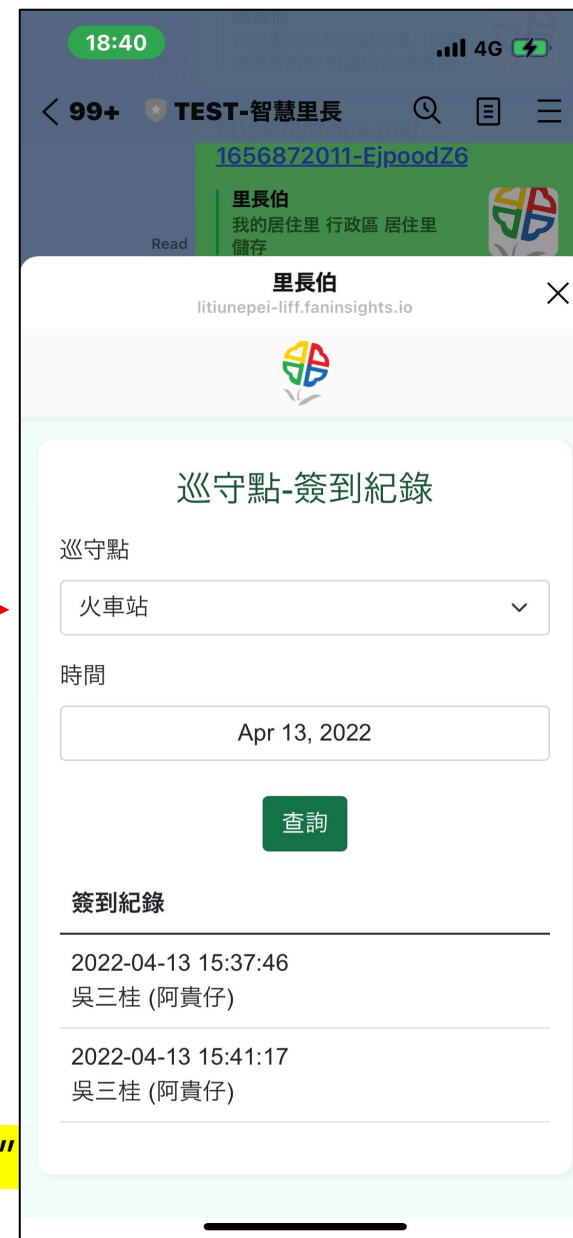 18:40
4G
99+
TEST-智慧里長
1656872011-EjpoodZ6
里長伯
我的居住里 行政區 居住里
儲存
Read
里長伯
litiunepei-liff.faninsights.io
巡守點-簽到紀錄
巡守點
火車站
時間
Apr 13, 2022
查詢
簽到紀錄
2022-04-13 15:37:46
吳三桂 (阿貴仔)
2022-04-13 15:41:17
吳三桂 (阿貴仔)
"